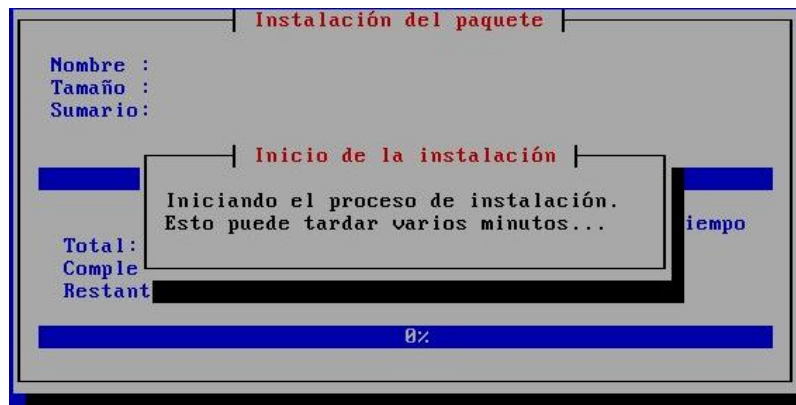 Instalación del paquete
Nombre :
Tamaño :
Sumario:
Inicio de la instalación
Iniciando el proceso de instalación.
Esto puede tardar varios minutos...
iempo
Total:
Comple
Restant
0%